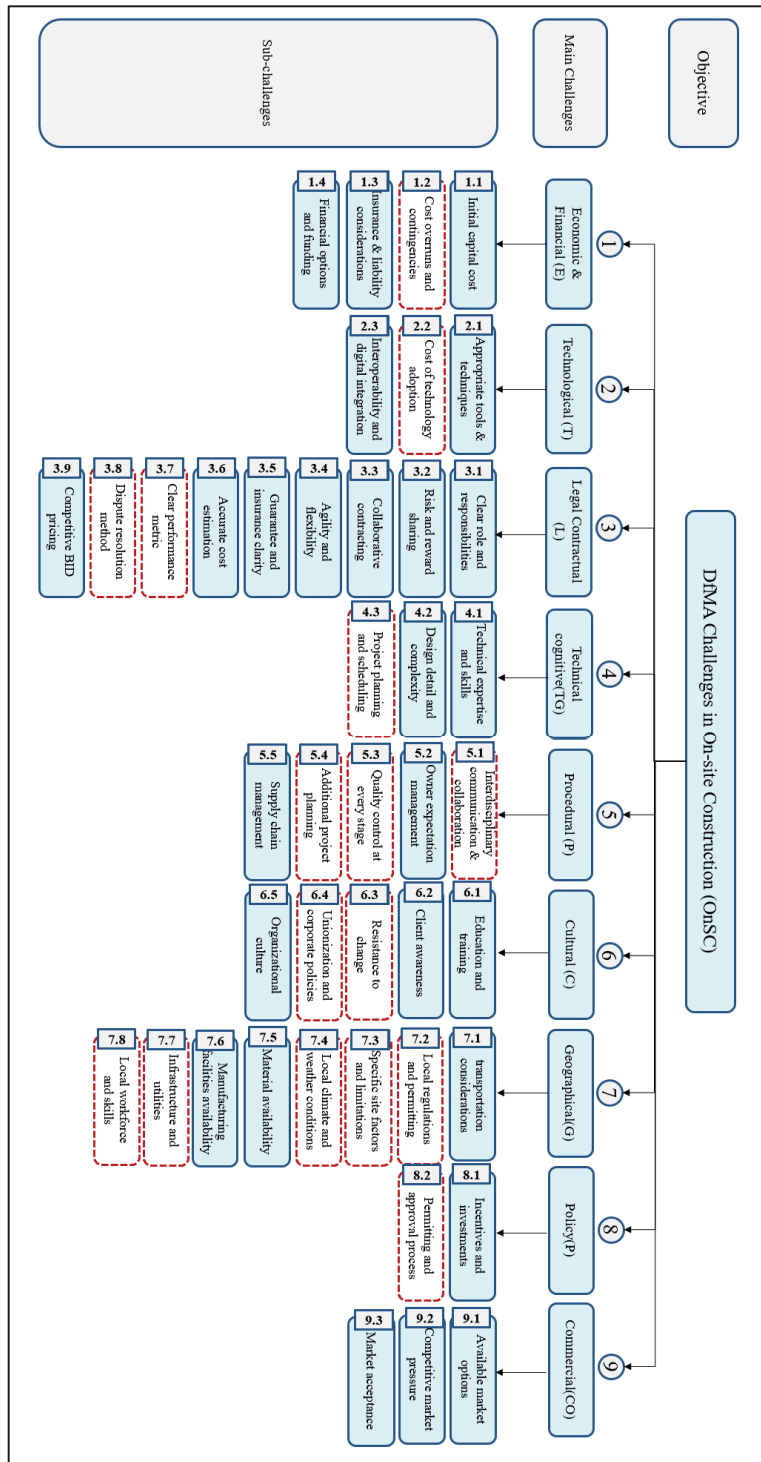 Objective
Main Challenges
Sub-challenges
DfMA Challenges in On-site Construction (OnSC)
1
Economic &
Financial (E)
1.1
Initial capital cost
1.2
Cost overruns and
contingencies
1.3
Insurance & liability
considerations
1.4
Financial options
and funding
2
Technological (T)
2.1
Appropriate tools &
techniques
2.2
Cost of technology
adoption
2.3
Interoperability and
digital integration
3
Legal Contractual (L)
3.1
Clear role and
responsibilities
3.2
Risk and reward
sharing
3.3
Collaborative
contracting
3.4
Agility and
flexibility
3.5
Guarantee and
insurance clarity
3.6
Accurate cost
estimation
3.7
Clear performance
metric
3.8
Dispute resolution
method
3.9
Competitive BID
pricing
4
Technical
cognitive(TG)
4.1
Technical expertise
and skills
4.2
Design detail and
complexity
4.3
Project planning
and scheduling
5
Procedural (P)
5.1
Interdisciplinary
communication &
collaboration
5.2
Owner expectation
management
5.3
Quality control at
every stage
5.4
Additional project
planning
5.5
Supply chain
management
6
Cultural (C)
6.1
Education and
training
6.2
Client awareness
6.3
Resistance to
change
6.4
Unionization and
corporate policies
6.5
Organizational
culture
7
Geographical(G)
7.1
transportation
considerations
7.2
Local regulations
and permitting
7.3
Specific site factors
and limitations
7.4
Local climate and
weather conditions
7.5
Material availability
7.6
Manufacturing
facilities availability
7.7
Infrastructure and
utilities
7.8
Local workforce
and skills
8
Policy(P)
8.1
Incentives and
investments
8.2
Permitting and
approval process
9
Commercial(CO)
9.1
Available market
options
9.2
Competitive market
pressure
9.3
Market acceptance